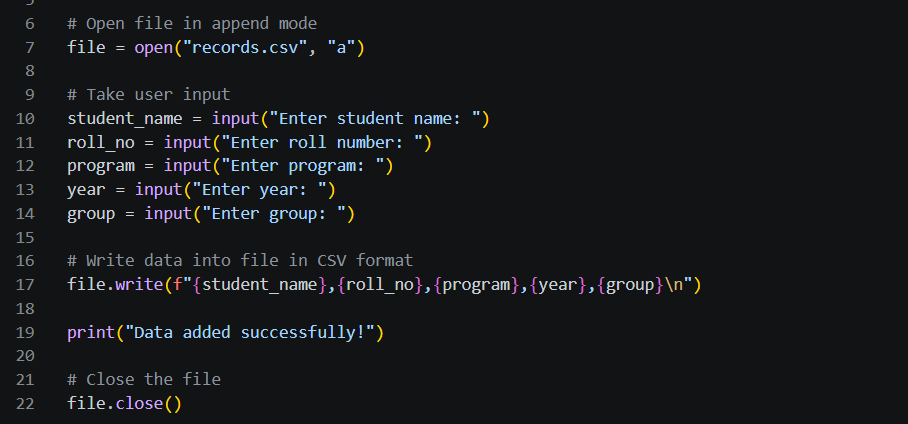 6 # Open file in append mode
7 file = open("records.csv", "a")
8
9 # Take user input
10 student_name = input("Enter student name: ")
11 roll_no = input("Enter roll number: ")
12 program = input("Enter program: ")
13 year = input("Enter year: ")
14 group = input("Enter group: ")
15
16 # Write data into file in CSV format
17 file.write(f"{student_name},{roll_no},{program},{year},{group}\n")
18
19 print("Data added successfully!")
20
21 # Close the file
22 file.close()